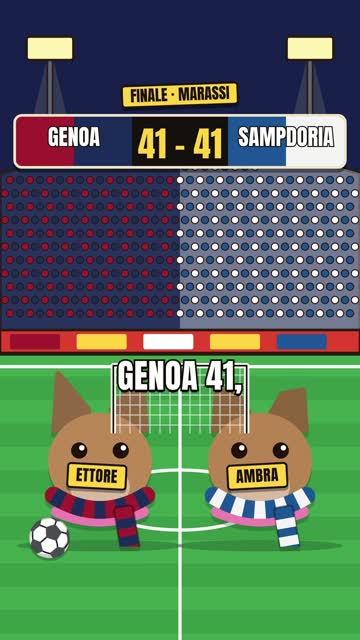 FINALE · MARASSI
GENOA 41 - 41 SAMPDORIA
GENOA 41,
ETTORE
AMBRA